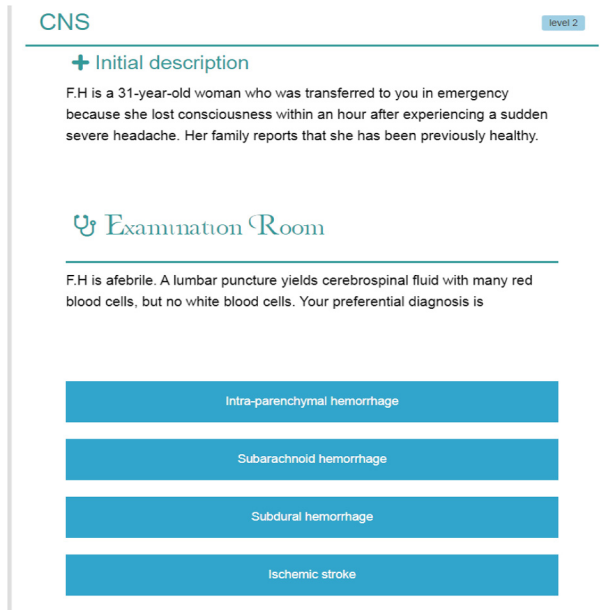 CNS
level 2
Initial description
F.H is a 31-year-old woman who was transferred to you in emergency
because she lost consciousness within an hour after experiencing a sudden
severe headache. Her family reports that she has been previously healthy.
Examination Room
F.H is afebrile. A lumbar puncture yields cerebrospinal fluid with many red
blood cells, but no white blood cells. Your preferential diagnosis is
Intra-parenchymal hemorrhage
Subarachnoid hemorrhage
Subdural hemorrhage
Ischemic stroke